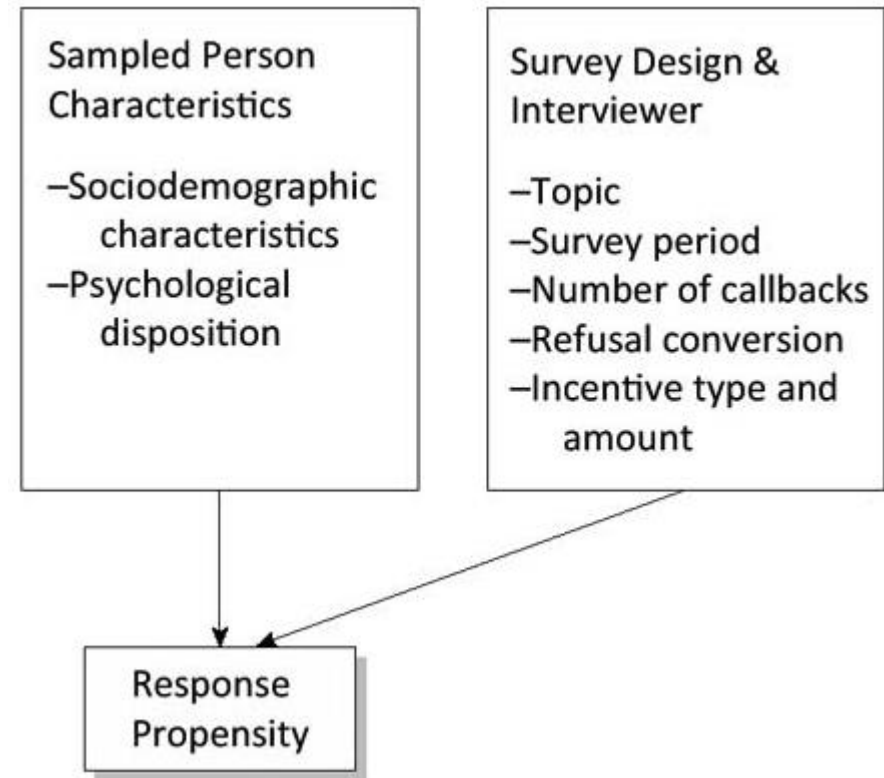 Sampled Person
Characteristics
–Sociodemographic
characteristics
–Psychological
disposition
Survey Design &
Interviewer
–Topic
–Survey period
–Number of callbacks
–Refusal conversion
–Incentive type and
amount
Response
Propensity